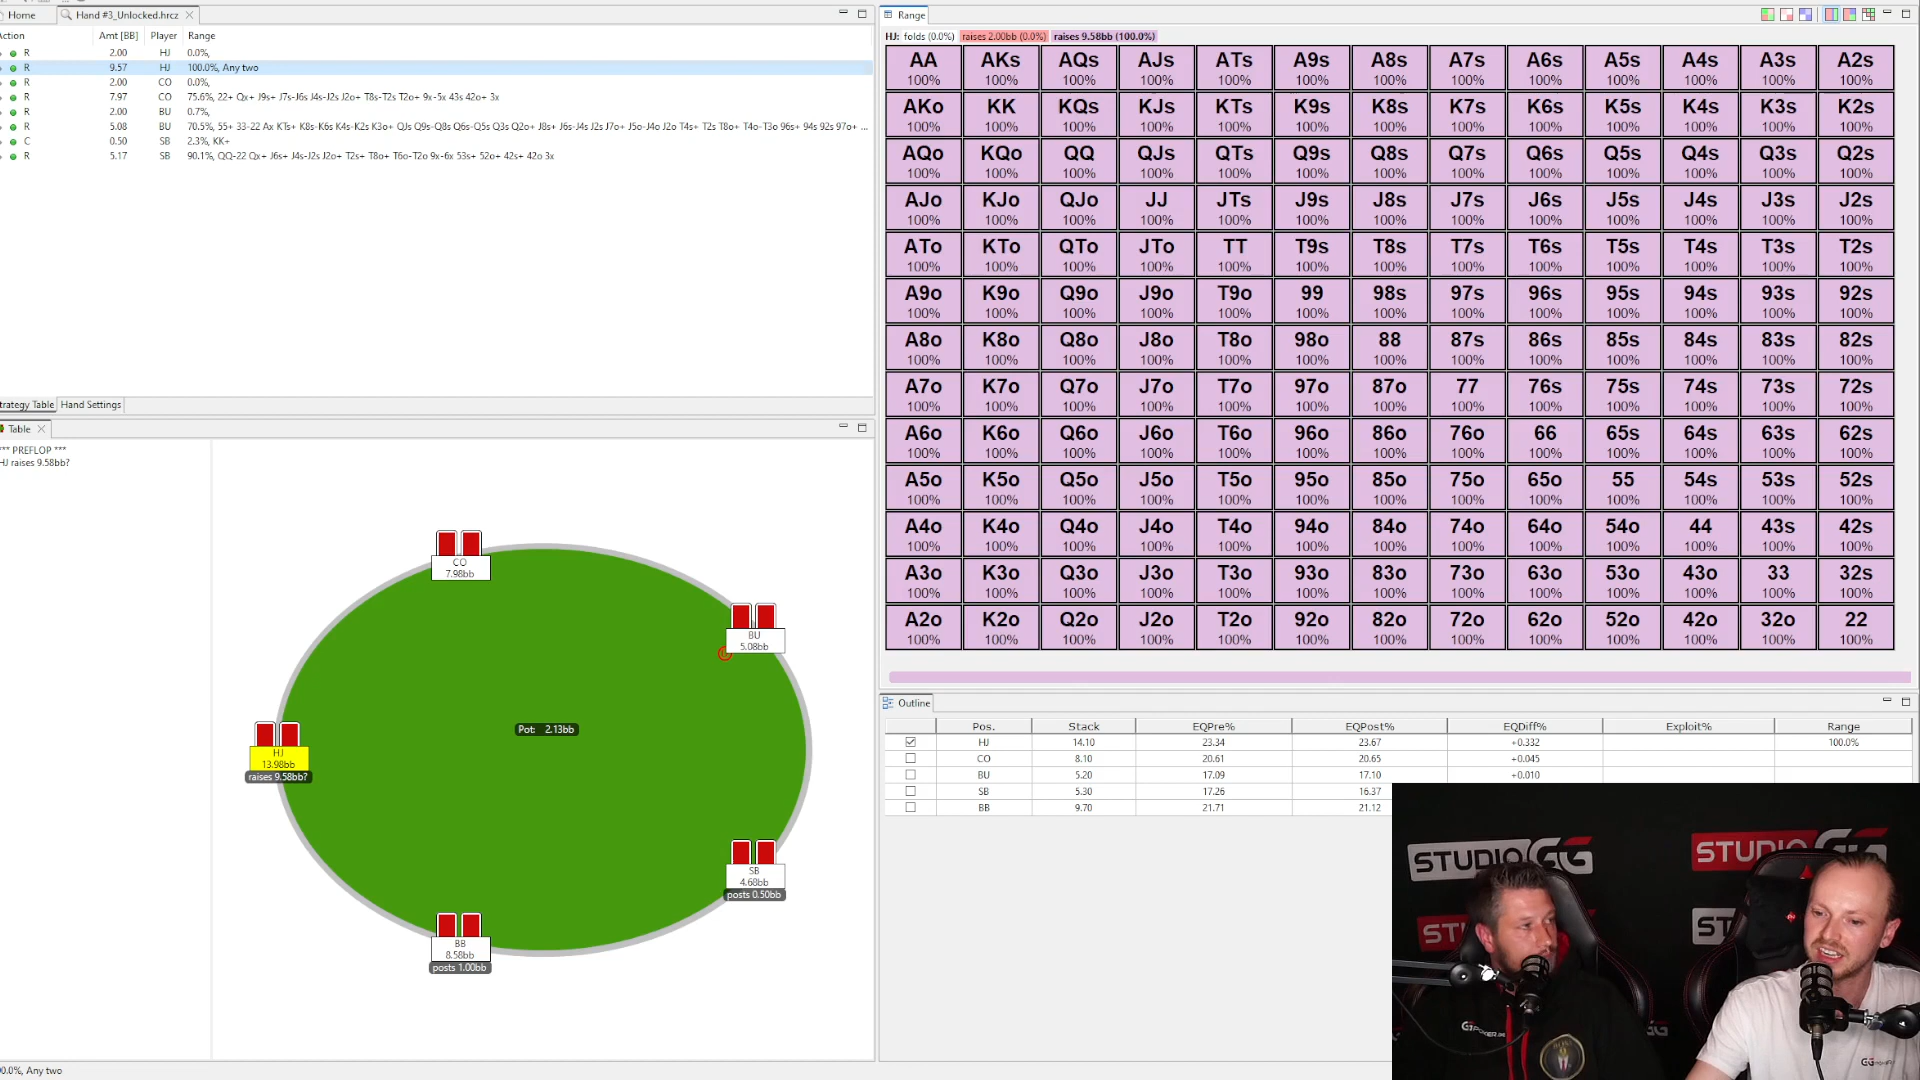 Home
Hand #3_Unlocked.hrcz
Action Amt [BB] Player Range
R 2.00 HJ 0.0%,
R 9.57 HJ 100.0%, Any two
R 2.00 CO 0.0%,
R 7.97 CO 75.6%, 22+ Qx+ J9s+ J7s-J6s J4s-J2s J2o+ T8s-T2s T2o+ 9x-5x 43s 42o+ 3x
R 2.00 BU 0.7%,
R 5.08 BU 70.5%, 55+ 33-22 Ax KTs+ K8s-K6s K4s-K2s K3o+ QJs Q9s-Q8s Q6s-Q5s Q3s Q2o+ J8s+ J6s-J4s J2s J7o+ J5o-J4o J2o T4s+ T2s T8o+ T4o-T3o 96s+ 94s 92s 97o+ ...
C 0.50 SB 2.3%, KK+
R 5.17 SB 90.1%, QQ-22 Qx+ J6s+ J4s-J2s J2o+ T2s+ T8o+ T6o-T2o 9x-6x 53s+ 52o+ 42s+ 42o 3x
trategy Table Hand Settings
Table
*** PREFLOP ***
HJ raises 9.58bb?
CO
7.98bb
BU
5.08bb
Pot: 2.13bb
HJ
13.98bb
raises 9.58bb?
SB
4.68bb
posts 0.50bb
BB
8.58bb
posts 1.00bb
0.0%, Any two
Range
HJ: folds (0.0%) raises 2.00bb (0.0%) raises 9.58bb (100.0%)
AA AKs AQs AJs ATs A9s A8s A7s A6s A5s A4s A3s A2s
100% 100% 100% 100% 100% 100% 100% 100% 100% 100% 100% 100% 100%
AKo KK KQs KJs KTs K9s K8s K7s K6s K5s K4s K3s K2s
100% 100% 100% 100% 100% 100% 100% 100% 100% 100% 100% 100% 100%
AQo KQo QQ QJs QTs Q9s Q8s Q7s Q6s Q5s Q4s Q3s Q2s
100% 100% 100% 100% 100% 100% 100% 100% 100% 100% 100% 100% 100%
AJo KJo QJo JJ JTs J9s J8s J7s J6s J5s J4s J3s J2s
100% 100% 100% 100% 100% 100% 100% 100% 100% 100% 100% 100% 100%
ATo KTo QTo JTo TT T9s T8s T7s T6s T5s T4s T3s T2s
100% 100% 100% 100% 100% 100% 100% 100% 100% 100% 100% 100% 100%
A9o K9o Q9o J9o T9o 99 98s 97s 96s 95s 94s 93s 92s
100% 100% 100% 100% 100% 100% 100% 100% 100% 100% 100% 100% 100%
A8o K8o Q8o J8o T8o 98o 88 87s 86s 85s 84s 83s 82s
100% 100% 100% 100% 100% 100% 100% 100% 100% 100% 100% 100% 100%
A7o K7o Q7o J7o T7o 97o 87o 77 76s 75s 74s 73s 72s
100% 100% 100% 100% 100% 100% 100% 100% 100% 100% 100% 100% 100%
A6o K6o Q6o J6o T6o 96o 86o 76o 66 65s 64s 63s 62s
100% 100% 100% 100% 100% 100% 100% 100% 100% 100% 100% 100% 100%
A5o K5o Q5o J5o T5o 95o 85o 75o 65o 55 54s 53s 52s
100% 100% 100% 100% 100% 100% 100% 100% 100% 100% 100% 100% 100%
A4o K4o Q4o J4o T4o 94o 84o 74o 64o 54o 44 43s 42s
100% 100% 100% 100% 100% 100% 100% 100% 100% 100% 100% 100% 100%
A3o K3o Q3o J3o T3o 93o 83o 73o 63o 53o 43o 33 32s
100% 100% 100% 100% 100% 100% 100% 100% 100% 100% 100% 100% 100%
A2o K2o Q2o J2o T2o 92o 82o 72o 62o 52o 42o 32o 22
100% 100% 100% 100% 100% 100% 100% 100% 100% 100% 100% 100% 100%
Outline
Pos. Stack EQPre% EQPost% EQDiff% Exploit% Range
HJ 14.10 23.34 23.67 +0.332 100.0%
CO 8.10 20.61 20.65 +0.045
BU 5.20 17.09 17.10 +0.010
SB 5.30 17.26 16.37
BB 9.70 21.71 21.12
STUDIO GG
STUDIO GG